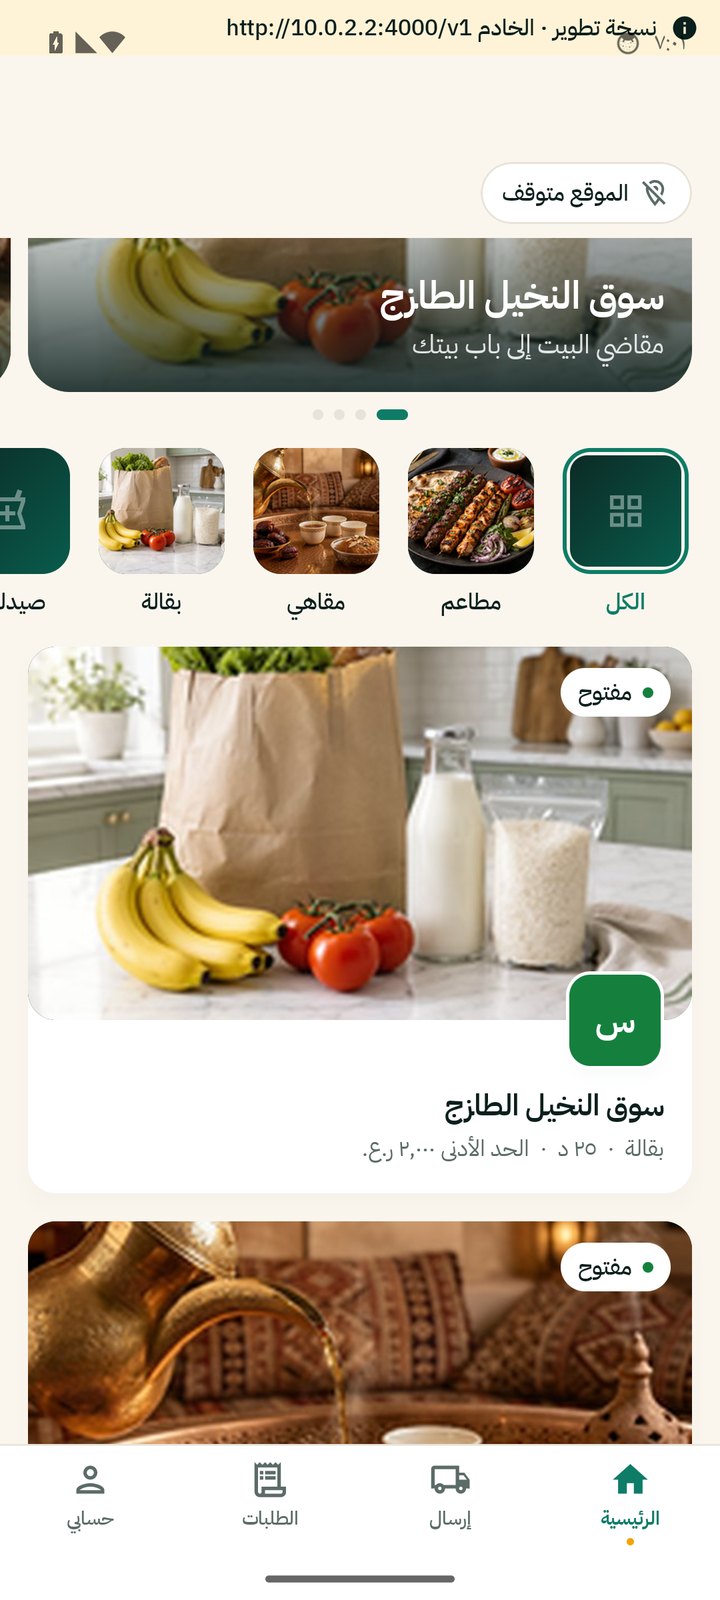 نسخة تطوير · الخادم http://10.0.2.2:4000/v1
٧:٠١
الموقع متوقف
سوق النخيل الطازج
مقاضي البيت إلى باب بيتك
الكل
مطاعم
مقاهي
بقالة
مفتوح
س
سوق النخيل الطازج
بقالة · ٢٥ د · الحد الأدنى ٢,٠٠٠ ر.ع.
مفتوح
الرئيسية
إرسال
الطلبات
حسابي